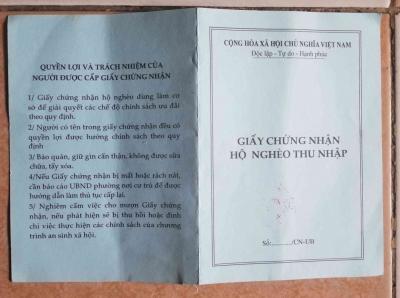 QUYỀN LỢI VÀ TRÁCH NHIỆM CỦA
NGƯỜI ĐƯỢC CẤP GIẤY CHỨNG NHẬN
1/ Giấy chứng nhận hộ nghèo dùng làm cơ
sở để giải quyết các chế độ chính sách ưu đãi
theo quy định.
2/ Người có tên trong giấy chứng nhận đều có
quyền lợi được hưởng chính sách theo quy
định
3/ Bảo quản, giữ gìn cẩn thận, không được sửa
chữa, tẩy xóa.
4/Nếu Giấy chứng nhận bị mất hoặc rách nát,
cần báo cáo UBND phường nơi cư trú để được
hướng dẫn làm thủ tục cấp lại.
5/ Nghiêm cấm việc cho mượn Giấy chứng
nhận, nếu phát hiện sẽ bị thu hồi hoặc đình
chỉ việc thực hiện các chính sách của chương
trình an sinh xã hội.
CỘNG HÒA XÃ HỘI CHỦ NGHĨA VIỆT NAM
Độc lập - Tự do - Hạnh phúc
GIẤY CHỨNG NHẬN
HỘ NGHÈO THU NHẬP
Số:......../CN-UB